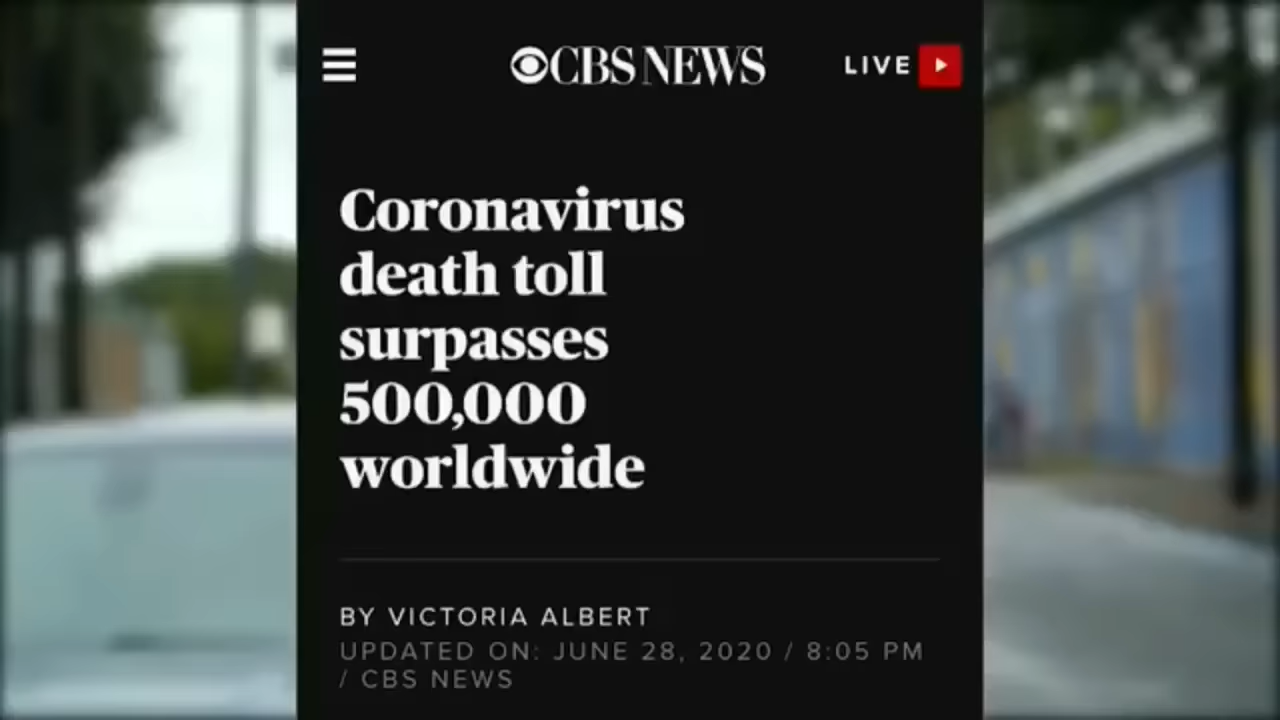 CBS NEWS LIVE
Coronavirus
death toll
surpasses
500,000
worldwide
BY VICTORIA ALBERT
UPDATED ON: JUNE 28, 2020 / 8:05 PM
/ CBS NEWS